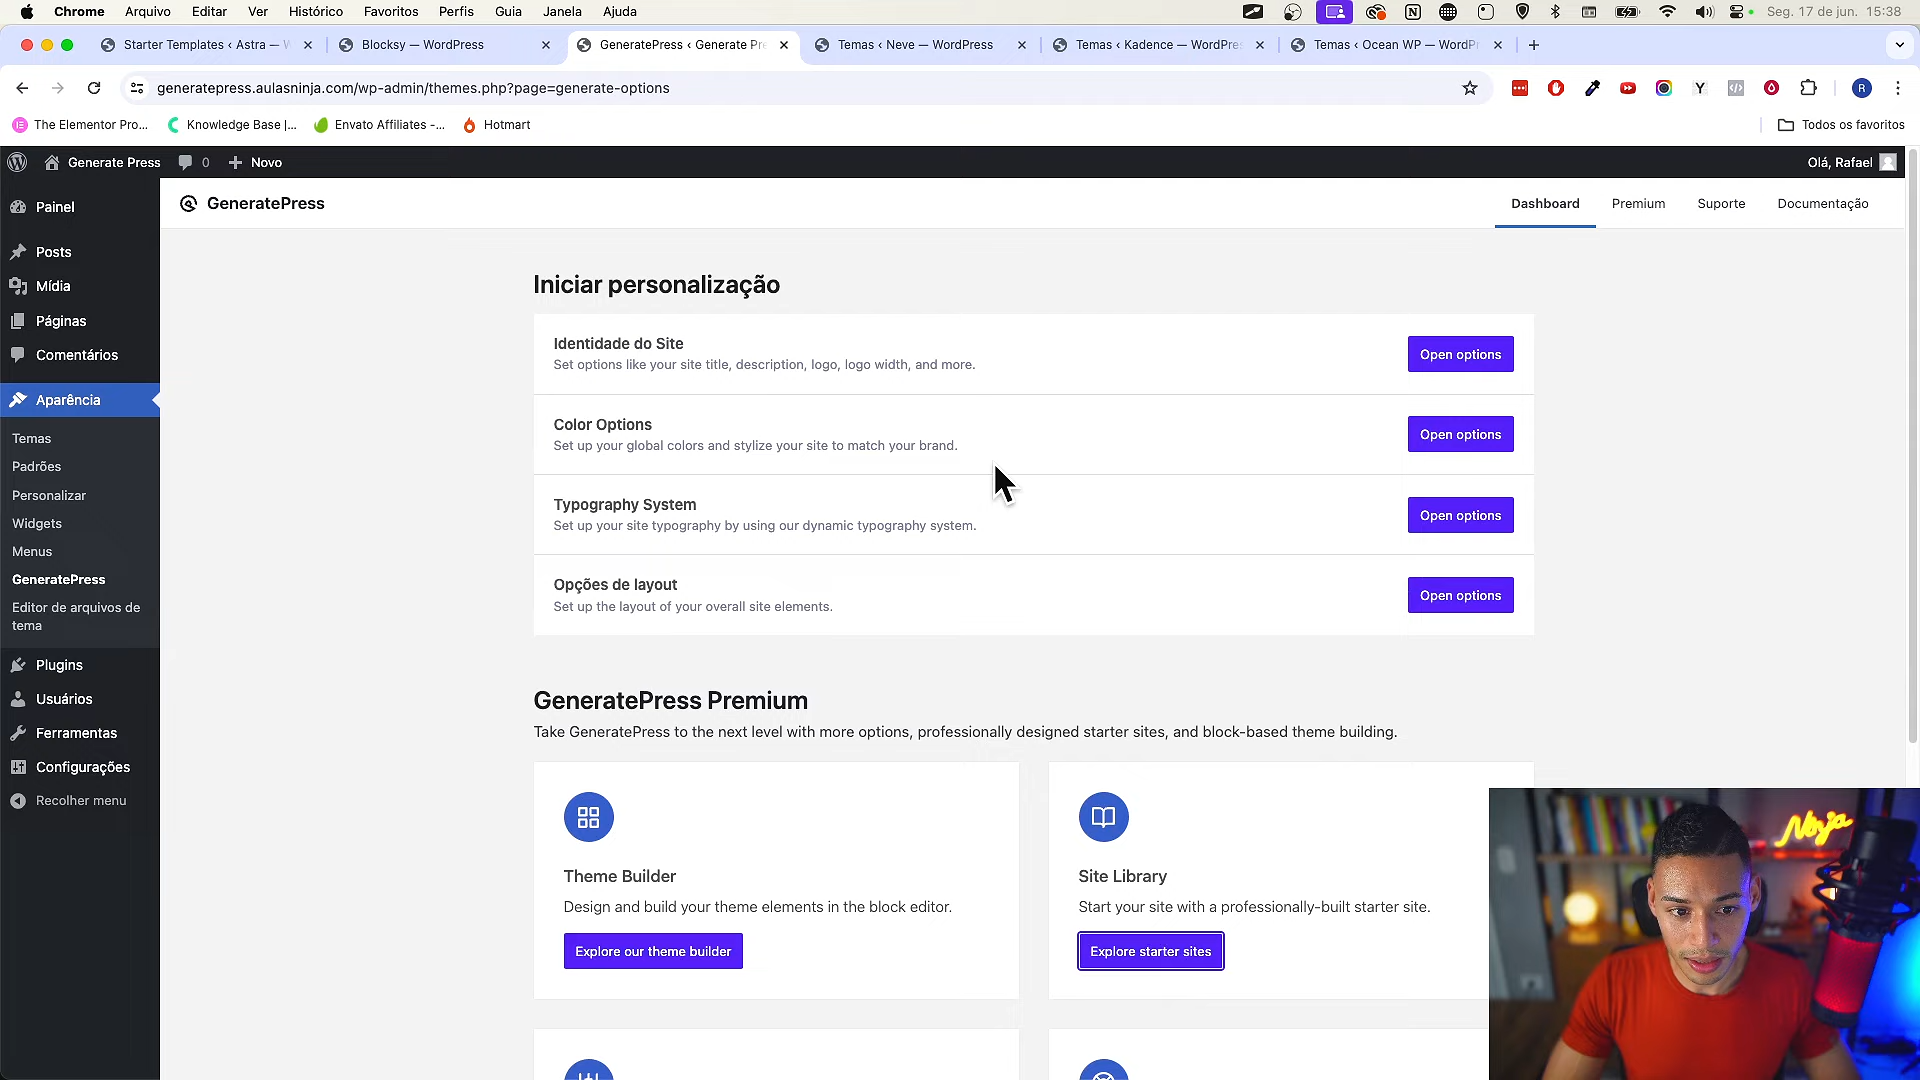 Chrome Arquivo Editar Ver Histórico Favoritos Perfis Guia Janela Ajuda Seg. 17 de jun. 15:38
Starter Templates ‹ Astra — W
Blocksy — WordPress
GeneratePress ‹ Generate Pre
Temas ‹ Neve — WordPress
Temas ‹ Kadence — WordPres
Temas ‹ Ocean WP — WordPr
generatepress.aulasninja.com/wp-admin/themes.php?page=generate-options
The Elementor Pro...
Knowledge Base |...
Envato Affiliates -...
Hotmart
Todos os favoritos
Generate Press
0
Novo
Olá, Rafael
Painel
Posts
Mídia
Páginas
Comentários
Aparência
Temas
Padrões
Personalizar
Widgets
Menus
GeneratePress
Editor de arquivos de
tema
Plugins
Usuários
Ferramentas
Configurações
Recolher menu
GeneratePress
Dashboard
Premium
Suporte
Documentação
Iniciar personalização
Identidade do Site
Set options like your site title, description, logo, logo width, and more.
Open options
Color Options
Set up your global colors and stylize your site to match your brand.
Open options
Typography System
Set up your site typography by using our dynamic typography system.
Open options
Opções de layout
Set up the layout of your overall site elements.
Open options
GeneratePress Premium
Take GeneratePress to the next level with more options, professionally designed starter sites, and block-based theme building.
Theme Builder
Design and build your theme elements in the block editor.
Explore our theme builder
Site Library
Start your site with a professionally-built starter site.
Explore starter sites
Ninja